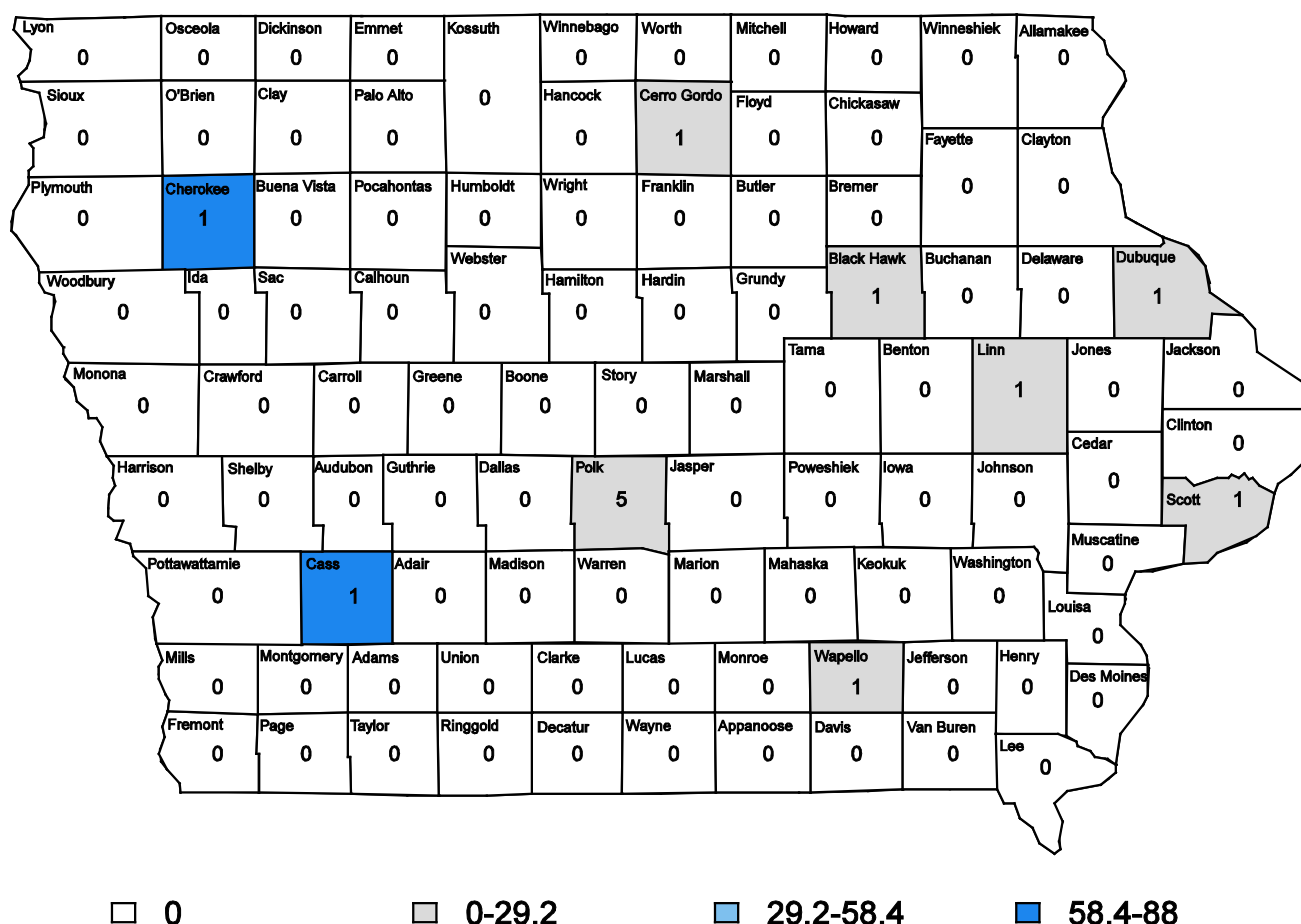 Lyon Osceola Dickinson Emmet Kossuth Winnebago Worth Mitchell Howard Winneshiek Allamakee
0 0 0 0 0 0 0 0 0 0
Sioux O'Brien Clay Palo Alto 0 Hancock Cerro Gordo Floyd Chickasaw
0 0 0 0 0 1 0 0
Fayette Clayton
0 0
Plymouth Cherokee Buena Vista Pocahontas Humboldt Wright Franklin Butler Bremer
0 1 0 0 0 0 0 0 0
Woodbury Ida Sac Calhoun Webster Hamilton Hardin Grundy Black Hawk Buchanan Delaware Dubuque
0 0 0 0 0 0 0 0 1 0 0 1
Monona Crawford Carroll Greene Boone Story Marshall Tama Benton Linn Jones Jackson
0 0 0 0 0 0 0 0 0 1 0 0
Clinton
0
Harrison Shelby Audubon Guthrie Dallas Polk Jasper Poweshiek Iowa Johnson Cedar Scott
0 0 0 0 0 5 0 0 0 0 0 1
Muscatine
0
Pottawattamie Cass Adair Madison Warren Marion Mahaska Keokuk Washington
0 1 0 0 0 0 0 0 0
Louisa
0
Mills Montgomery Adams Union Clarke Lucas Monroe Wapello Jefferson Henry Des Moines
0 0 0 0 0 0 0 1 0 0 0
Fremont Page Taylor Ringgold Decatur Wayne Appanoose Davis Van Buren Lee
0 0 0 0 0 0 0 0 0 0
0 0-29.2 29.2-58.4 58.4-88